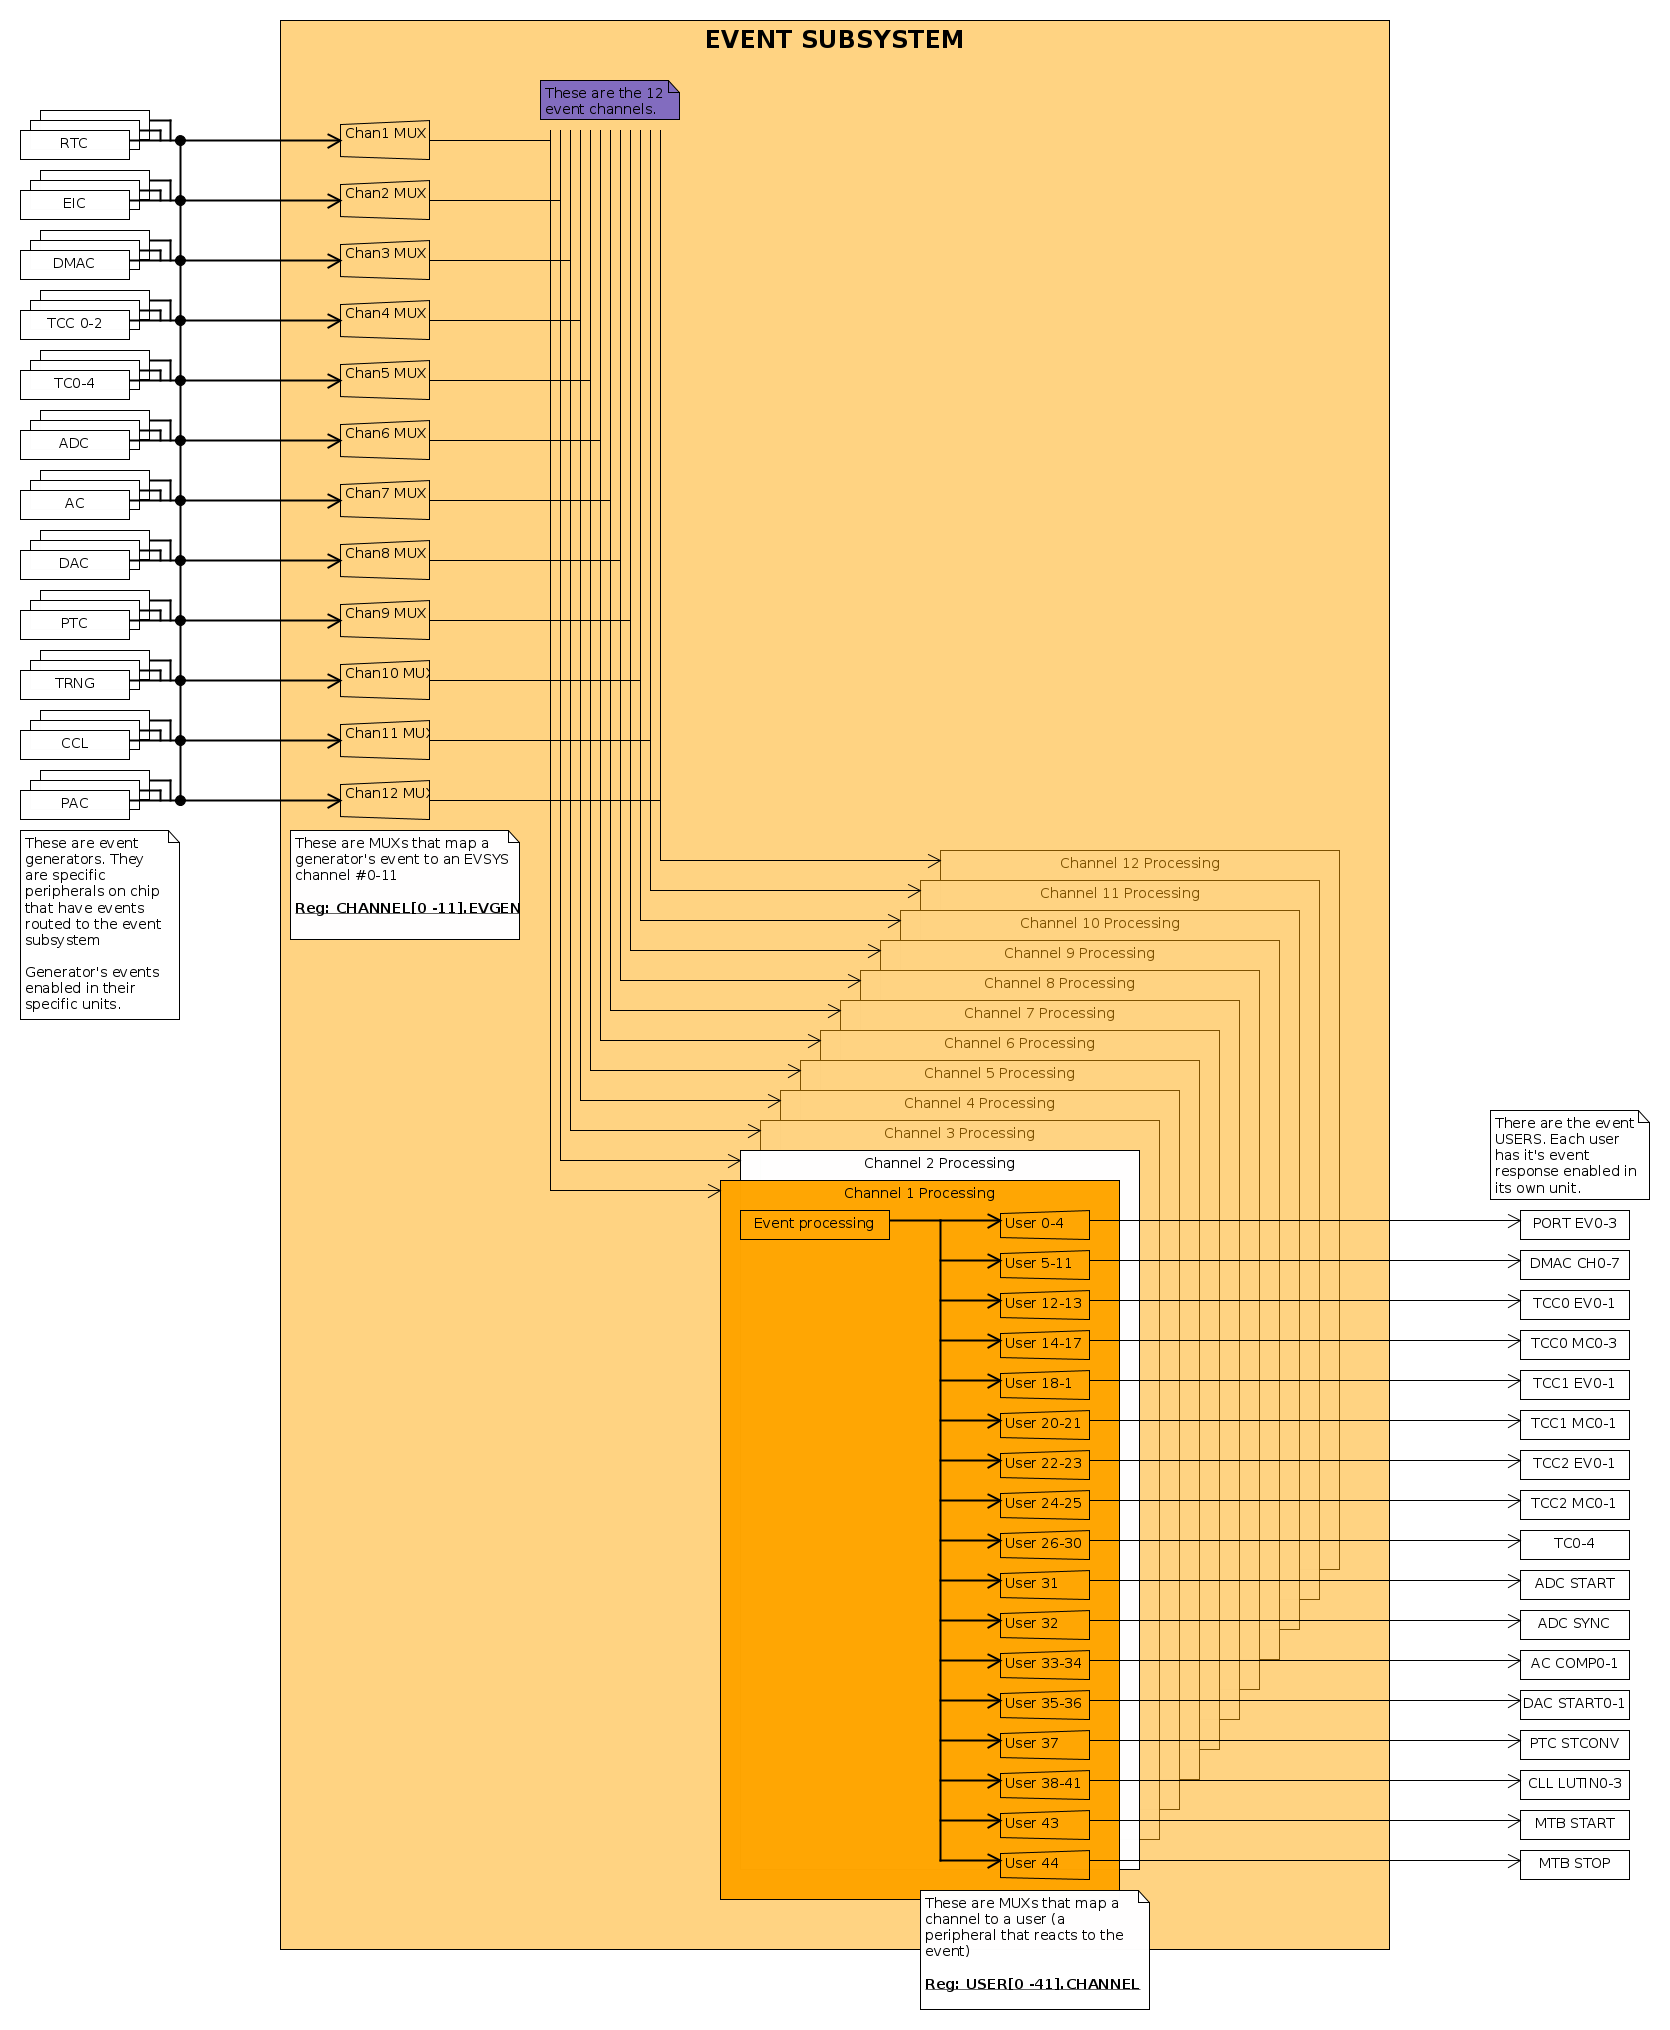 EVENT SUBSYSTEM
These are the 12
event channels.
RTC
Chan1 MUX
EIC
Chan2 MUX
DMAC
Chan3 MUX
TCC 0-2
Chan4 MUX
TC0-4
Chan5 MUX
ADC
Chan6 MUX
AC
Chan7 MUX
DAC
Chan8 MUX
PTC
Chan9 MUX
TRNG
Chan10 MUX
CCL
Chan11 MUX
PAC
Chan12 MUX
These are event
generators. They
are specific
peripherals on chip
that have events
routed to the event
subsystem
Generator's events
enabled in their
specific units.
These are MUXs that map a
generator's event to an EVSYS
channel #0-11
Reg: CHANNEL[0 -11].EVGEN
Channel 12 Processing
Channel 11 Processing
Channel 10 Processing
Channel 9 Processing
Channel 8 Processing
Channel 7 Processing
Channel 6 Processing
Channel 5 Processing
Channel 4 Processing
Channel 3 Processing
Channel 2 Processing
Channel 1 Processing
There are the event
USERS. Each user
has it's event
response enabled in
its own unit.
Event processing
User 0-4
PORT EV0-3
User 5-11
DMAC CH0-7
User 12-13
TCC0 EV0-1
User 14-17
TCC0 MC0-3
User 18-1
TCC1 EV0-1
User 20-21
TCC1 MC0-1
User 22-23
TCC2 EV0-1
User 24-25
TCC2 MC0-1
User 26-30
TC0-4
User 31
ADC START
User 32
ADC SYNC
User 33-34
AC COMP0-1
User 35-36
DAC START0-1
User 37
PTC STCONV
User 38-41
CLL LUTIN0-3
User 43
MTB START
User 44
MTB STOP
These are MUXs that map a
channel to a user (a
peripheral that reacts to the
event)
Reg: USER[0 -41].CHANNEL